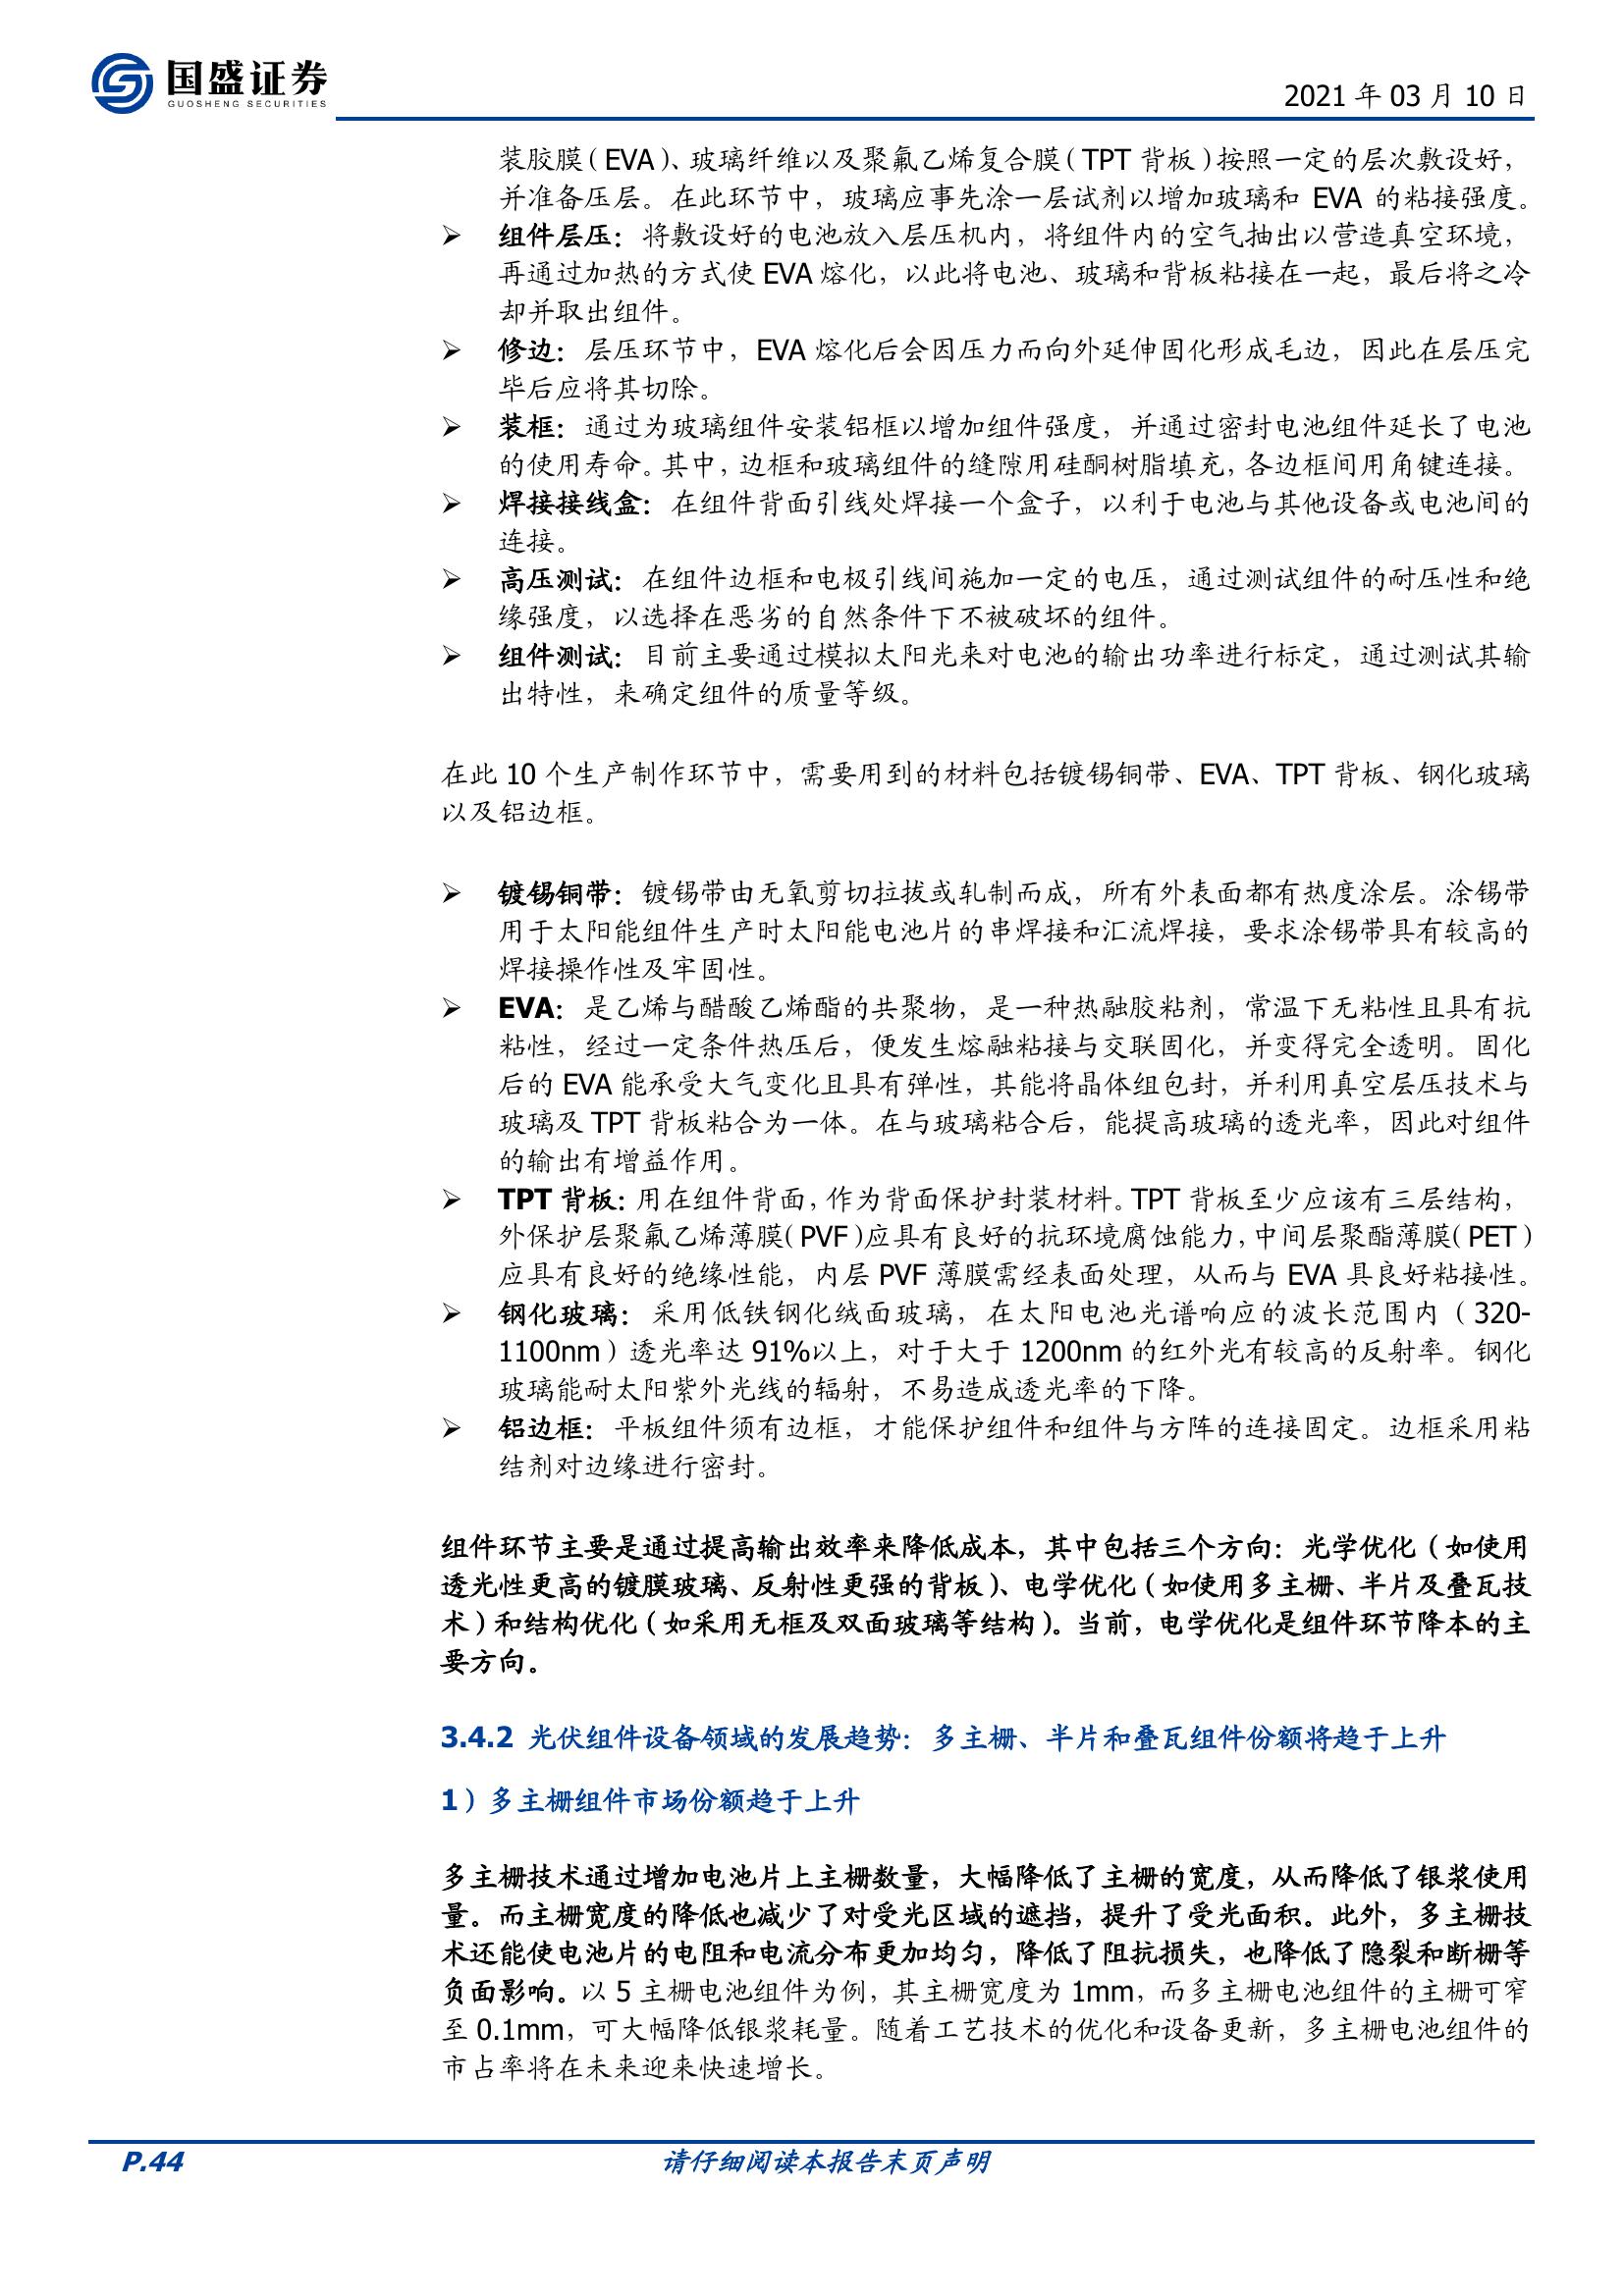 国盛证券
GUOSHENG SECURITIES
2021 年 03 月 10 日
装胶膜（EVA）、玻璃纤维以及聚氟乙烯复合膜（TPT 背板）按照一定的层次敷设好，
并准备压层。在此环节中，玻璃应事先涂一层试剂以增加玻璃和 EVA 的粘接强度。
➢ 组件层压：将敷设好的电池放入层压机内，将组件内的空气抽出以营造真空环境，
再通过加热的方式使 EVA 熔化，以此将电池、玻璃和背板粘接在一起，最后将之冷
却并取出组件。
➢ 修边：层压环节中，EVA 熔化后会因压力而向外延伸固化形成毛边，因此在层压完
毕后应将其切除。
➢ 装框：通过为玻璃组件安装铝框以增加组件强度，并通过密封电池组件延长了电池
的使用寿命。其中，边框和玻璃组件的缝隙用硅酮树脂填充，各边框间用角键连接。
➢ 焊接接线盒：在组件背面引线处焊接一个盒子，以利于电池与其他设备或电池间的
连接。
➢ 高压测试：在组件边框和电极引线间施加一定的电压，通过测试组件的耐压性和绝
缘强度，以选择在恶劣的自然条件下不被破坏的组件。
➢ 组件测试：目前主要通过模拟太阳光来对电池的输出功率进行标定，通过测试其输
出特性，来确定组件的质量等级。
在此 10 个生产制作环节中，需要用到的材料包括镀锡铜带、EVA、TPT 背板、钢化玻璃
以及铝边框。
➢ 镀锡铜带：镀锡带由无氧剪切拉拔或轧制而成，所有外表面都有热度涂层。涂锡带
用于太阳能组件生产时太阳能电池片的串焊接和汇流焊接，要求涂锡带具有较高的
焊接操作性及牢固性。
➢ EVA：是乙烯与醋酸乙烯酯的共聚物，是一种热融胶粘剂，常温下无粘性且具有抗
粘性，经过一定条件热压后，便发生熔融粘接与交联固化，并变得完全透明。固化
后的 EVA 能承受大气变化且具有弹性，其能将晶体组包封，并利用真空层压技术与
玻璃及 TPT 背板粘合为一体。在与玻璃粘合后，能提高玻璃的透光率，因此对组件
的输出有增益作用。
➢ TPT 背板：用在组件背面，作为背面保护封装材料。TPT 背板至少应该有三层结构，
外保护层聚氟乙烯薄膜（PVF）应具有良好的抗环境腐蚀能力，中间层聚酯薄膜（PET）
应具有良好的绝缘性能，内层 PVF 薄膜需经表面处理，从而与 EVA 具良好粘接性。
➢ 钢化玻璃：采用低铁钢化绒面玻璃，在太阳电池光谱响应的波长范围内（320-
1100nm）透光率达 91%以上，对于大于 1200nm 的红外光有较高的反射率。钢化
玻璃能耐太阳紫外光线的辐射，不易造成透光率的下降。
➢ 铝边框：平板组件须有边框，才能保护组件和组件与方阵的连接固定。边框采用粘
结剂对边缘进行密封。
组件环节主要是通过提高输出效率来降低成本，其中包括三个方向：光学优化（如使用
透光性更高的镀膜玻璃、反射性更强的背板）、电学优化（如使用多主栅、半片及叠瓦技
术）和结构优化（如采用无框及双面玻璃等结构）。当前，电学优化是组件环节降本的主
要方向。
3.4.2 光伏组件设备领域的发展趋势：多主栅、半片和叠瓦组件份额将趋于上升
1）多主栅组件市场份额趋于上升
多主栅技术通过增加电池片上主栅数量，大幅降低了主栅的宽度，从而降低了银浆使用
量。而主栅宽度的降低也减少了对受光区域的遮挡，提升了受光面积。此外，多主栅技
术还能使电池片的电阻和电流分布更加均匀，降低了阻抗损失，也降低了隐裂和断栅等
负面影响。以 5 主栅电池组件为例，其主栅宽度为 1mm，而多主栅电池组件的主栅可窄
至 0.1mm，可大幅降低银浆耗量。随着工艺技术的优化和设备更新，多主栅电池组件的
市占率将在未来迎来快速增长。
P.44
请仔细阅读本报告末页声明